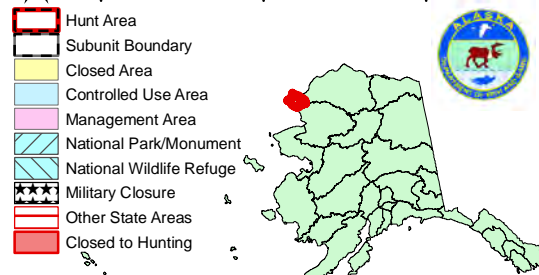 Hunt Area
Subunit Boundary
Closed Area
Controlled Use Area
Management Area
National Park/Monument
National Wildlife Refuge
Military Closure
Other State Areas
Closed to Hunting
ALASKA